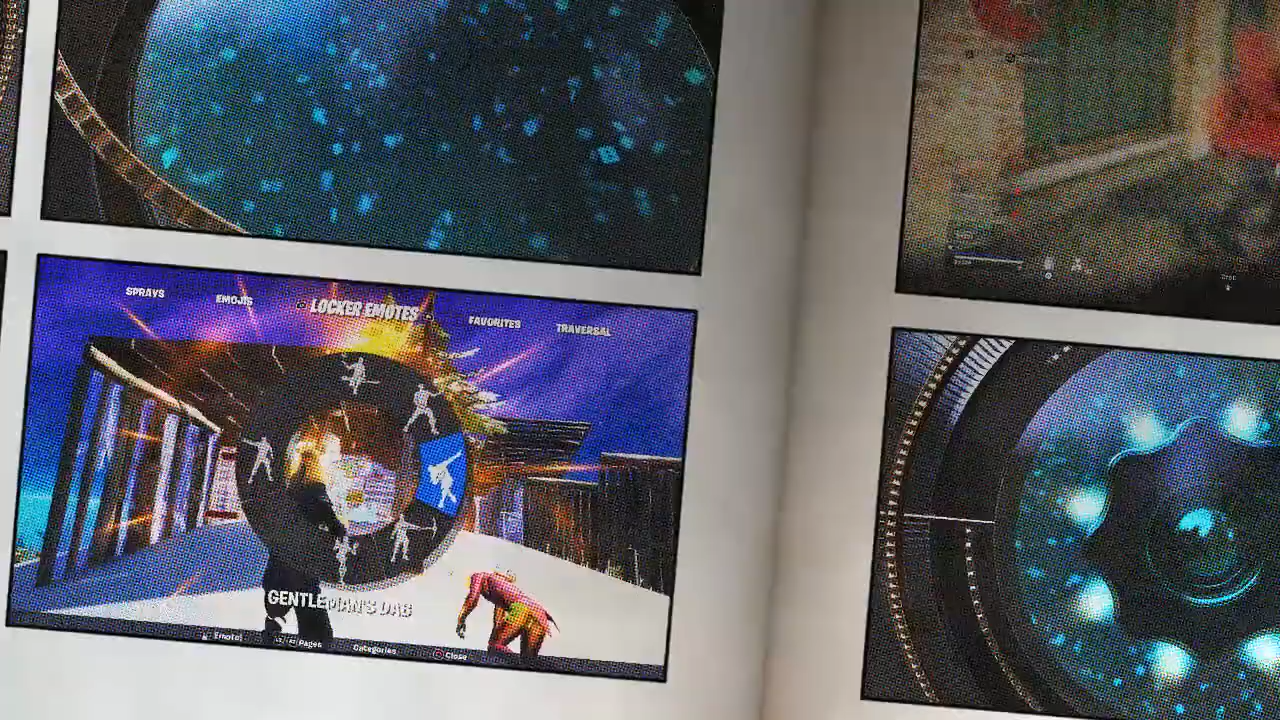 SPRAYS
EMOJIS
LOCKER EMOTES
FAVORITES
TRAVERSAL
GENTLEMAN'S DAB
Emote!
Pages
Categories
Close